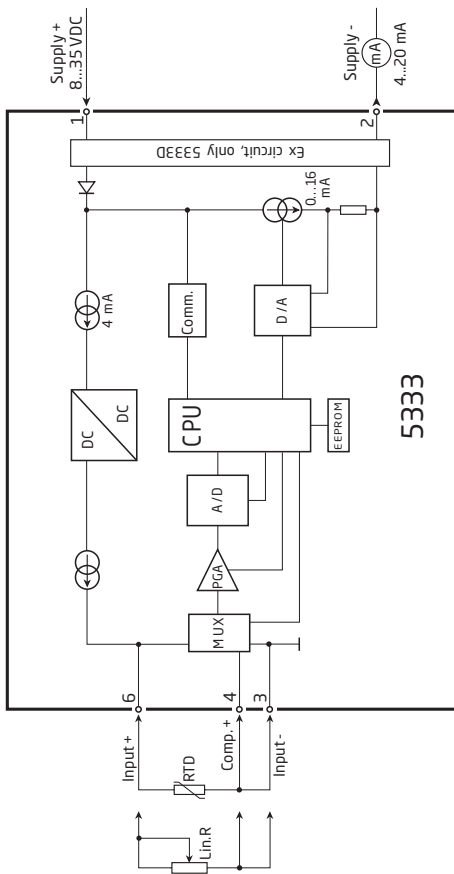 Supply +
8...35 VDC
Supply -
mA
4...20 mA
1
2
Ex circuit, only 5333D
0...16
mA
4 mA
Comm.
D/A
DC
DC
CPU
EEPROM
A/D
PGA
MUX
5333
6
4
3
Input +
Comp. +
Input -
RTD
Lin.R